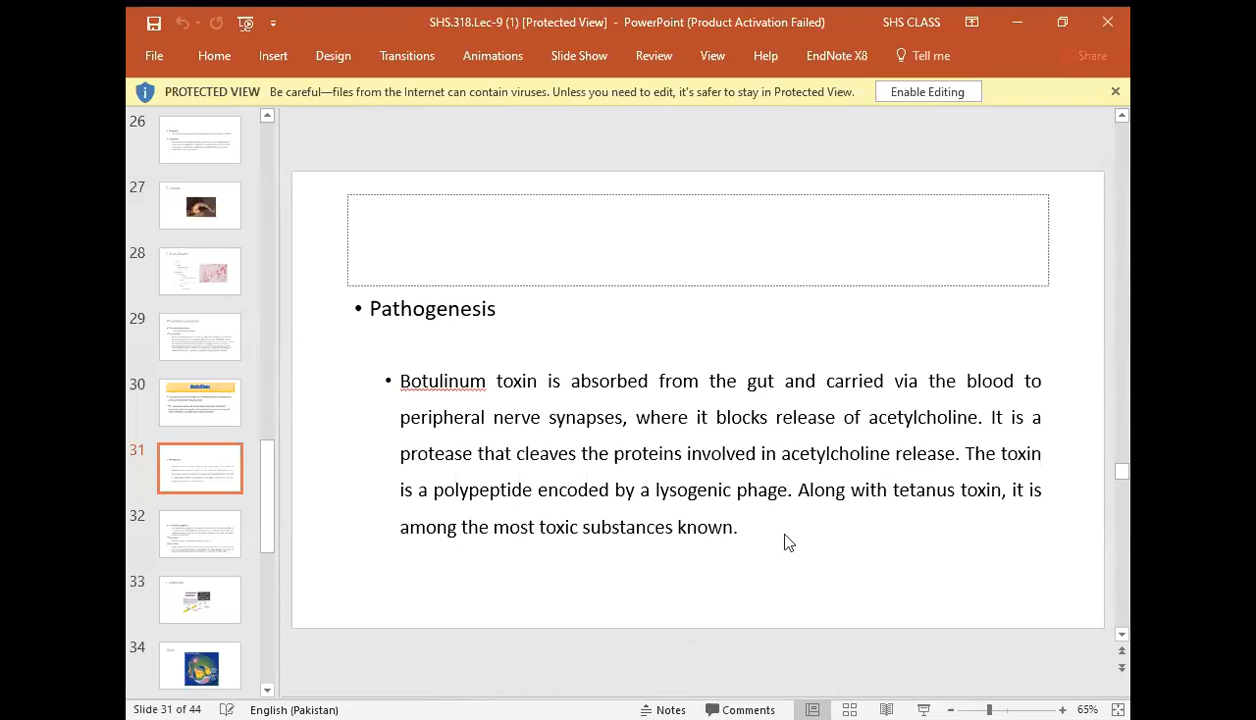 SHS.318.Lec-9 (1) [Protected View] - PowerPoint (Product Activation Failed)
SHS CLASS
File Home Insert Design Transitions Animations Slide Show Review View Help EndNote X8 Tell me Share
PROTECTED VIEW Be careful—files from the Internet can contain viruses. Unless you need to edit, it's safer to stay in Protected View. Enable Editing
26
27
28
29
30
31
32
33
34
• Pathogenesis
• Botulinum toxin is absorbed from the gut and carried via the blood to
peripheral nerve synapses, where it blocks release of acetylcholine. It is a
protease that cleaves the proteins involved in acetylcholine release. The toxin
is a polypeptide encoded by a lysogenic phage. Along with tetanus toxin, it is
among the most toxic substances known.
Slide 31 of 44 English (Pakistan) Notes Comments 65%